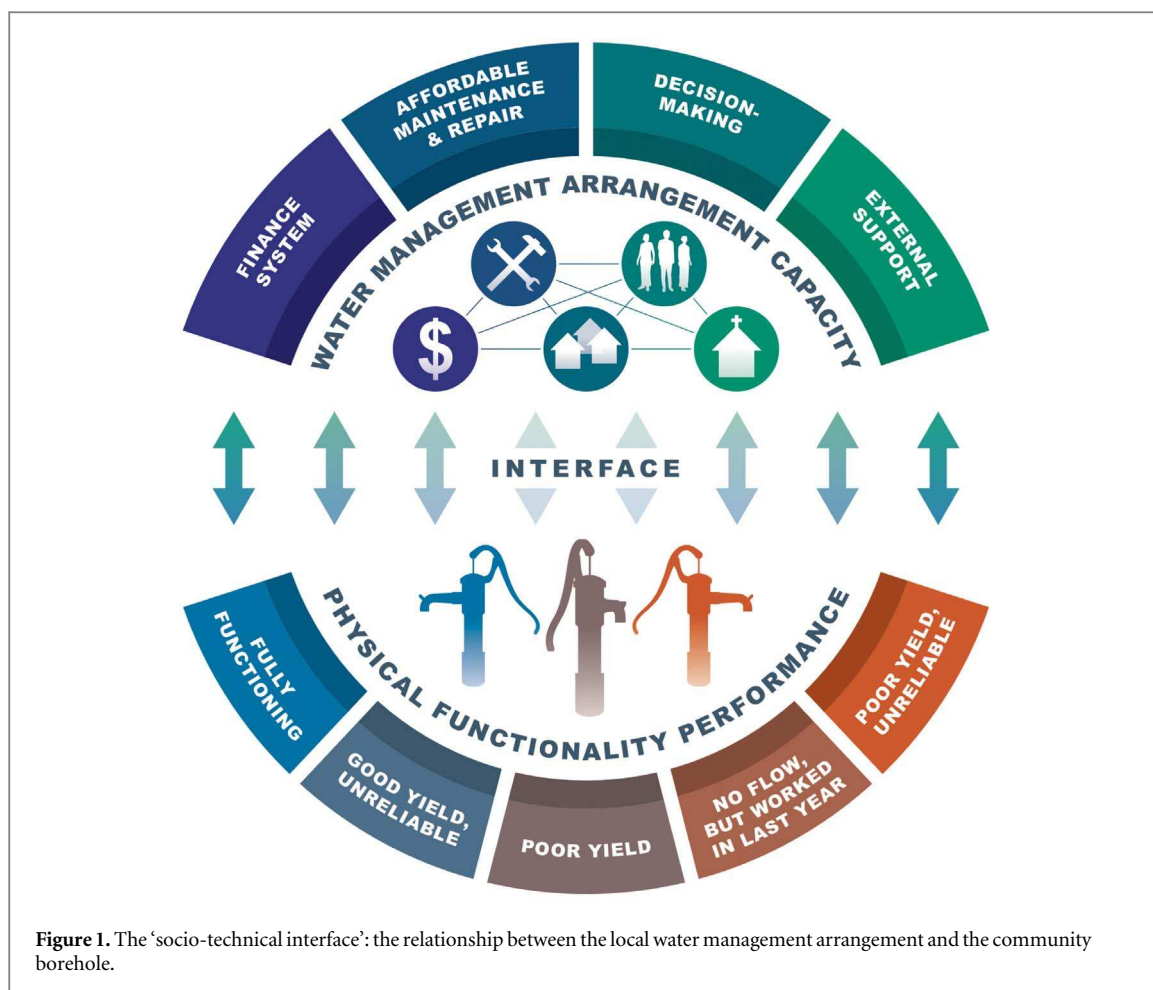 AFFORDABLE
MAINTENANCE
& REPAIR
DECISION-
MAKING
FINANCE
SYSTEM
EXTERNAL
SUPPORT
WATER MANAGEMENT ARRANGEMENT CAPACITY
$
INTERFACE
PHYSICAL FUNCTIONALITY PERFORMANCE
FULLY
FUNCTIONING
GOOD YIELD,
UNRELIABLE
POOR YIELD
NO FLOW,
BUT WORKED
IN LAST YEAR
POOR YIELD,
UNRELIABLE
Figure 1. The ‘socio-technical interface’: the relationship between the local water management arrangement and the community
borehole.